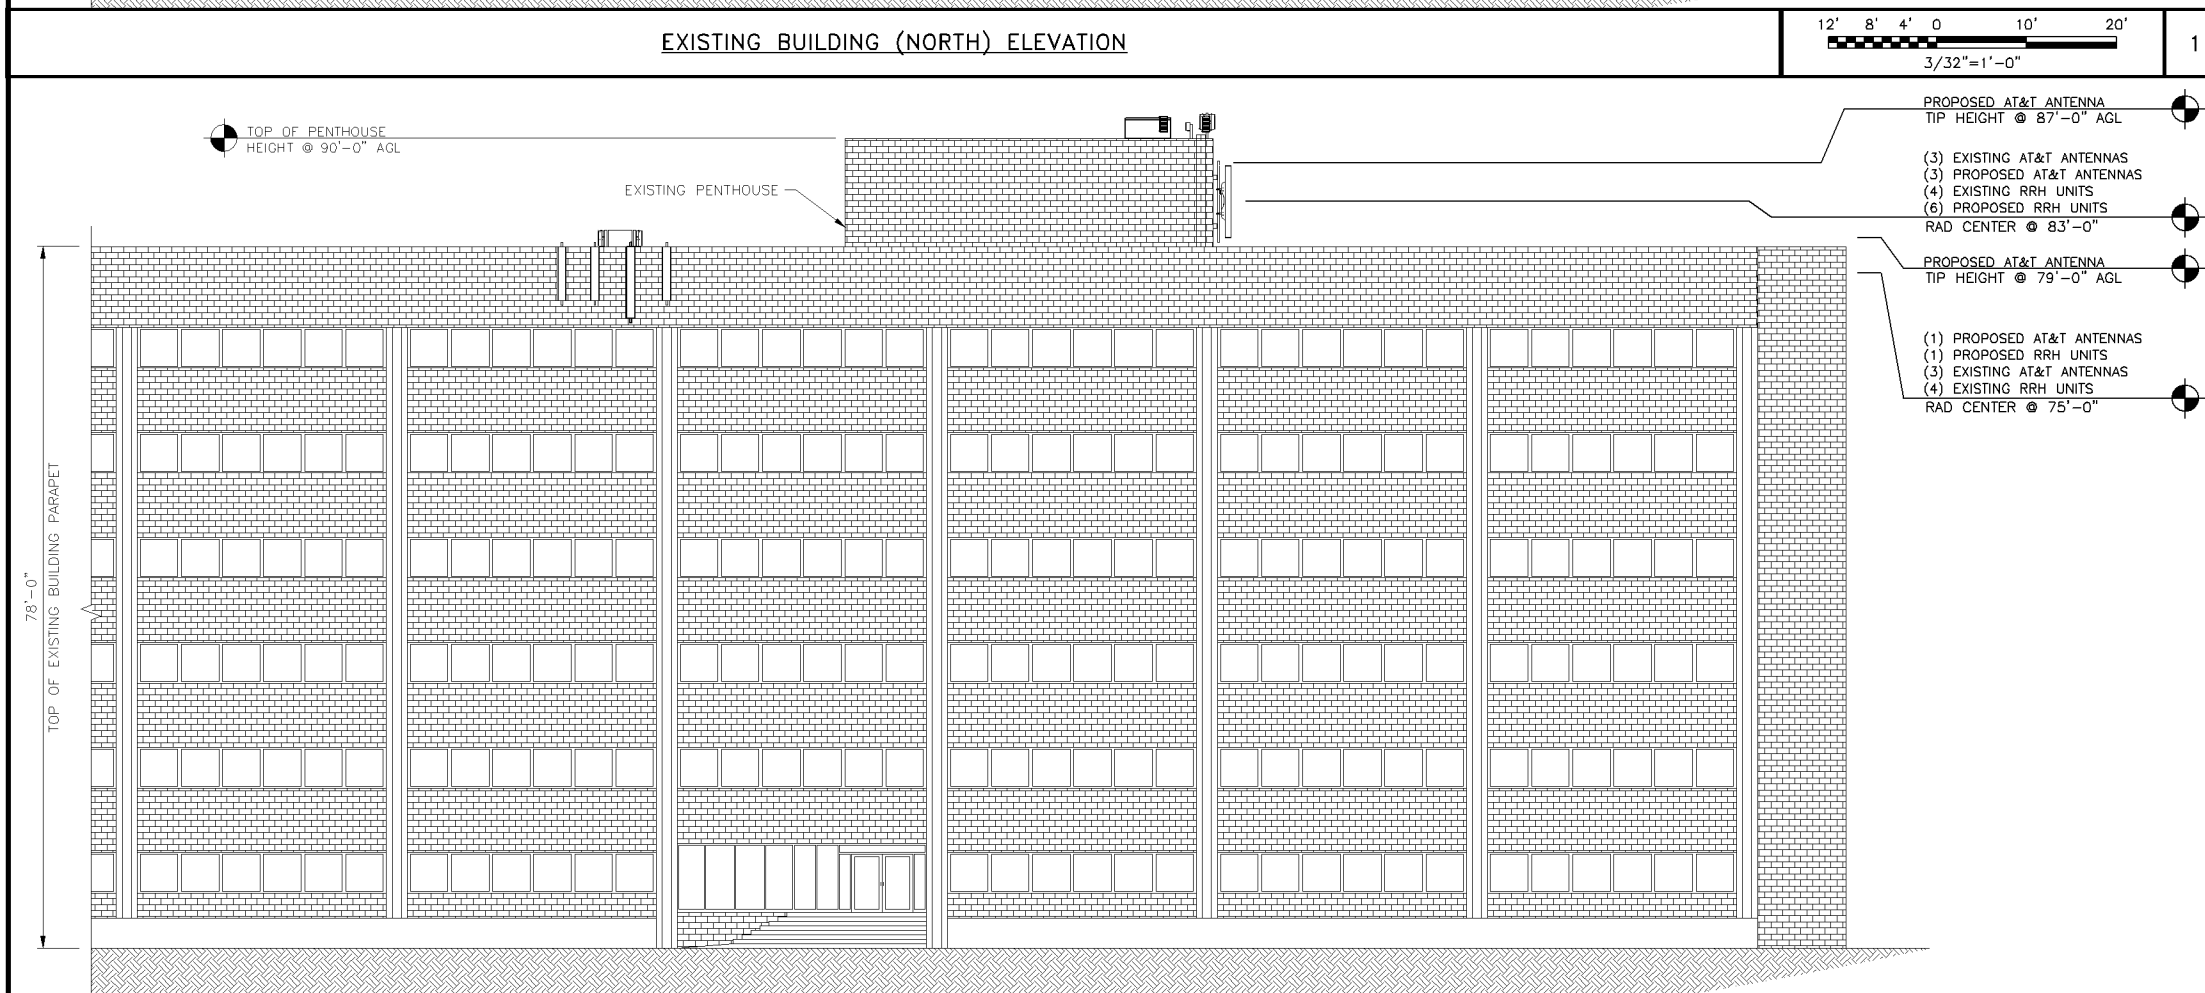 EXISTING BUILDING (NORTH) ELEVATION
12' 8' 4' 0 10' 20'
3/32"=1'-0"
1
TOP OF PENTHOUSE
HEIGHT @ 90'-0" AGL
EXISTING PENTHOUSE
PROPOSED AT&T ANTENNA
TIP HEIGHT @ 87'-0" AGL
(3) EXISTING AT&T ANTENNAS
(3) PROPOSED AT&T ANTENNAS
(4) EXISTING RRH UNITS
(6) PROPOSED RRH UNITS
RAD CENTER @ 83'-0"
PROPOSED AT&T ANTENNA
TIP HEIGHT @ 79'-0" AGL
(1) PROPOSED AT&T ANTENNAS
(1) PROPOSED RRH UNITS
(3) EXISTING AT&T ANTENNAS
(4) EXISTING RRH UNITS
RAD CENTER @ 75'-0"
78'-0"
TOP OF EXISTING BUILDING PARAPET